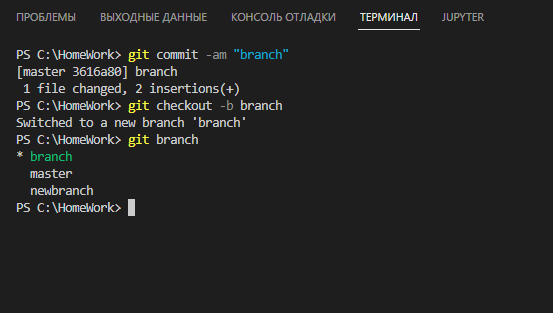 ПРОБЛЕМЫ ВЫХОДНЫЕ ДАННЫЕ КОНСОЛЬ ОТЛАДКИ ТЕРМИНАЛ JUPYTER
PS C:\HomeWork> git commit -am "branch"
[master 3616a80] branch
 1 file changed, 2 insertions(+)
PS C:\HomeWork> git checkout -b branch
Switched to a new branch 'branch'
PS C:\HomeWork> git branch
* branch
  master
  newbranch
PS C:\HomeWork>